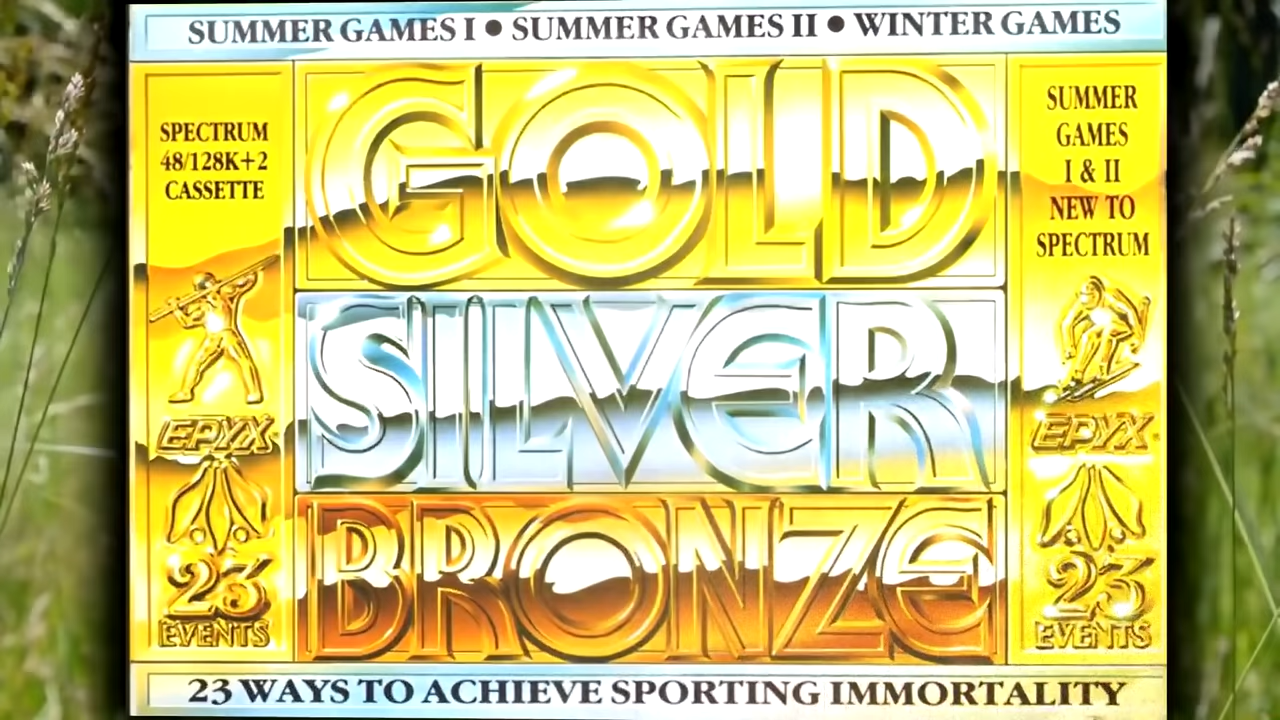 SUMMER GAMES I • SUMMER GAMES II • WINTER GAMES
SPECTRUM
48/128K+2
CASSETTE
EPYX
23
EVENTS
GOLD
SILVER
BRONZE
SUMMER
GAMES
I & II
NEW TO
SPECTRUM
EPYX
23
EVENTS
23 WAYS TO ACHIEVE SPORTING IMMORTALITY